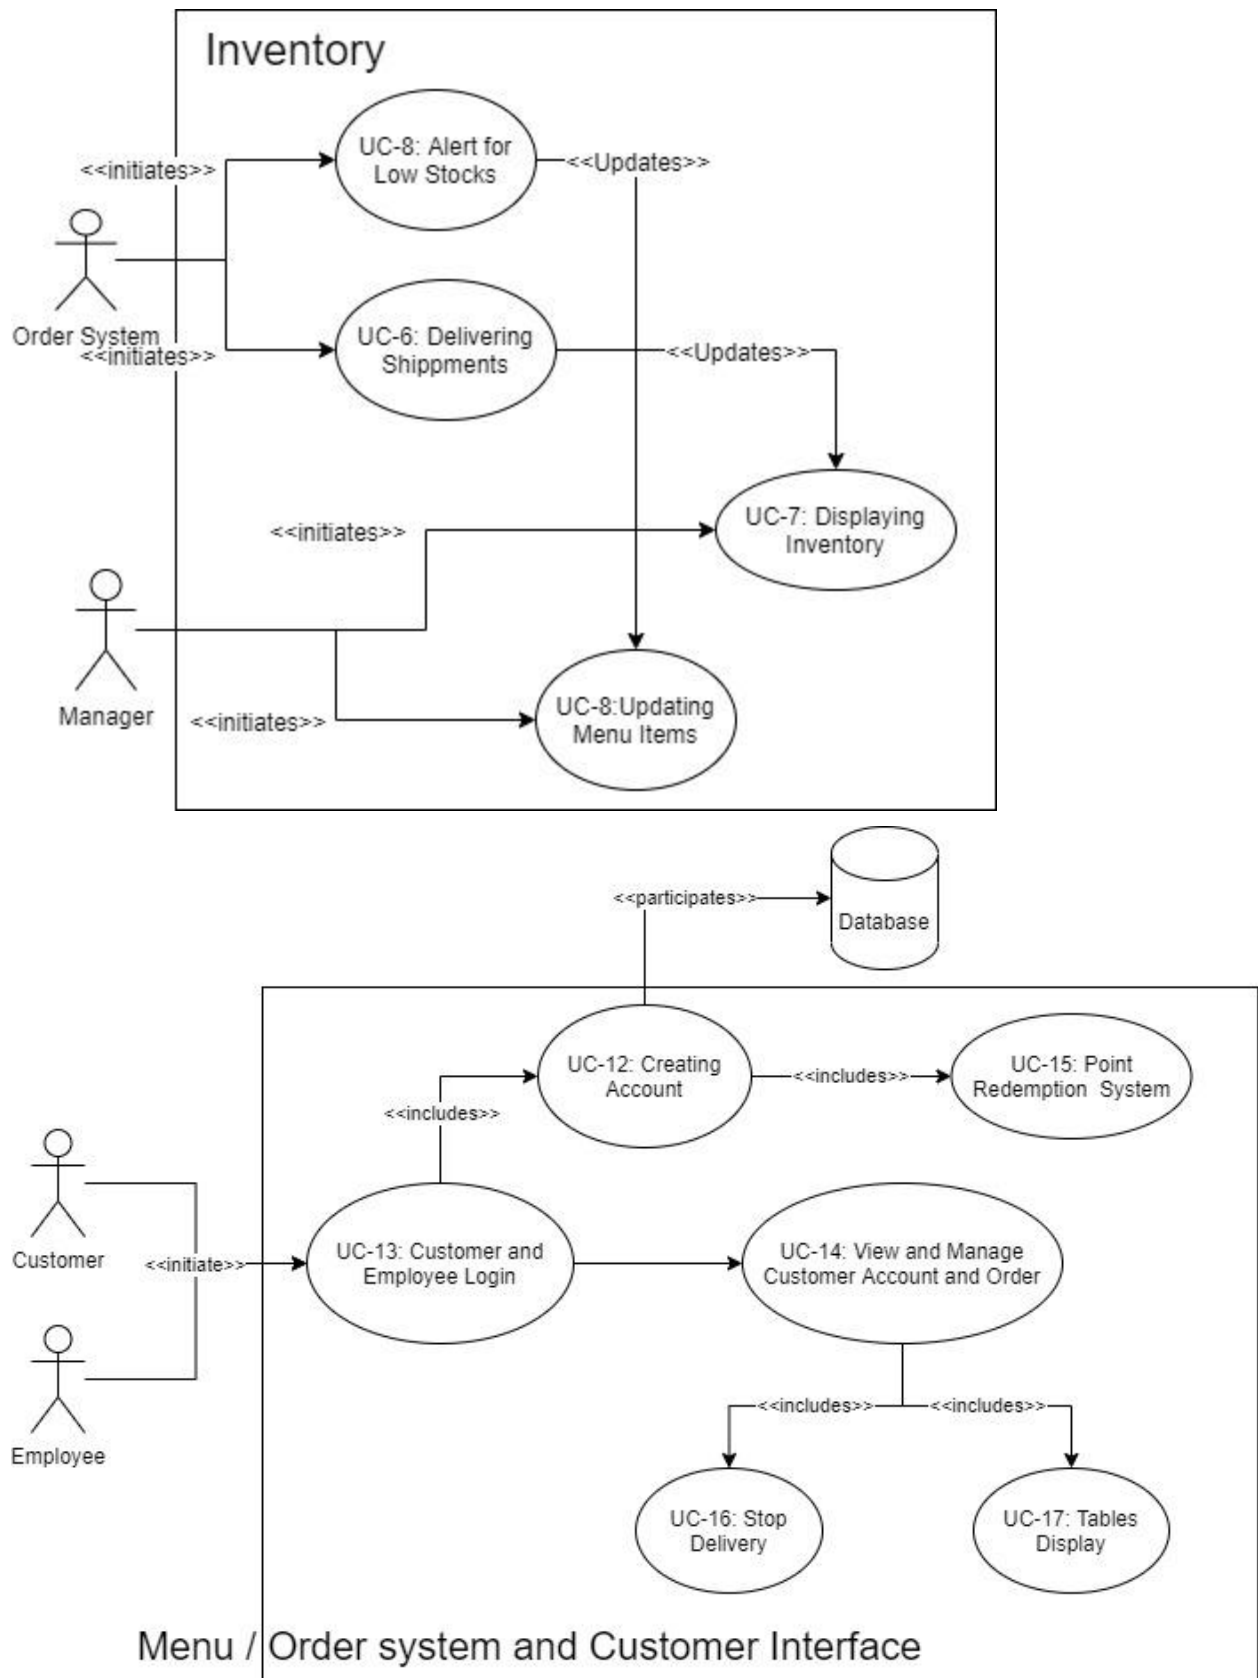 Inventory
UC-8: Alert for
Low Stocks
<<initiates>>
<<Updates>>
Order System
<<initiates>>
UC-6: Delivering
Shippments
<<Updates>>
<<initiates>>
UC-7: Displaying
Inventory
Manager
<<initiates>>
UC-8:Updating
Menu Items
<<participates>>
Database
UC-12: Creating
Account
<<includes>>
UC-15: Point
Redemption System
<<includes>>
Customer
<<initiate>>
UC-13: Customer and
Employee Login
UC-14: View and Manage
Customer Account and Order
Employee
<<includes>>
<<includes>>
UC-16: Stop
Delivery
UC-17: Tables
Display
Menu / Order system and Customer Interface